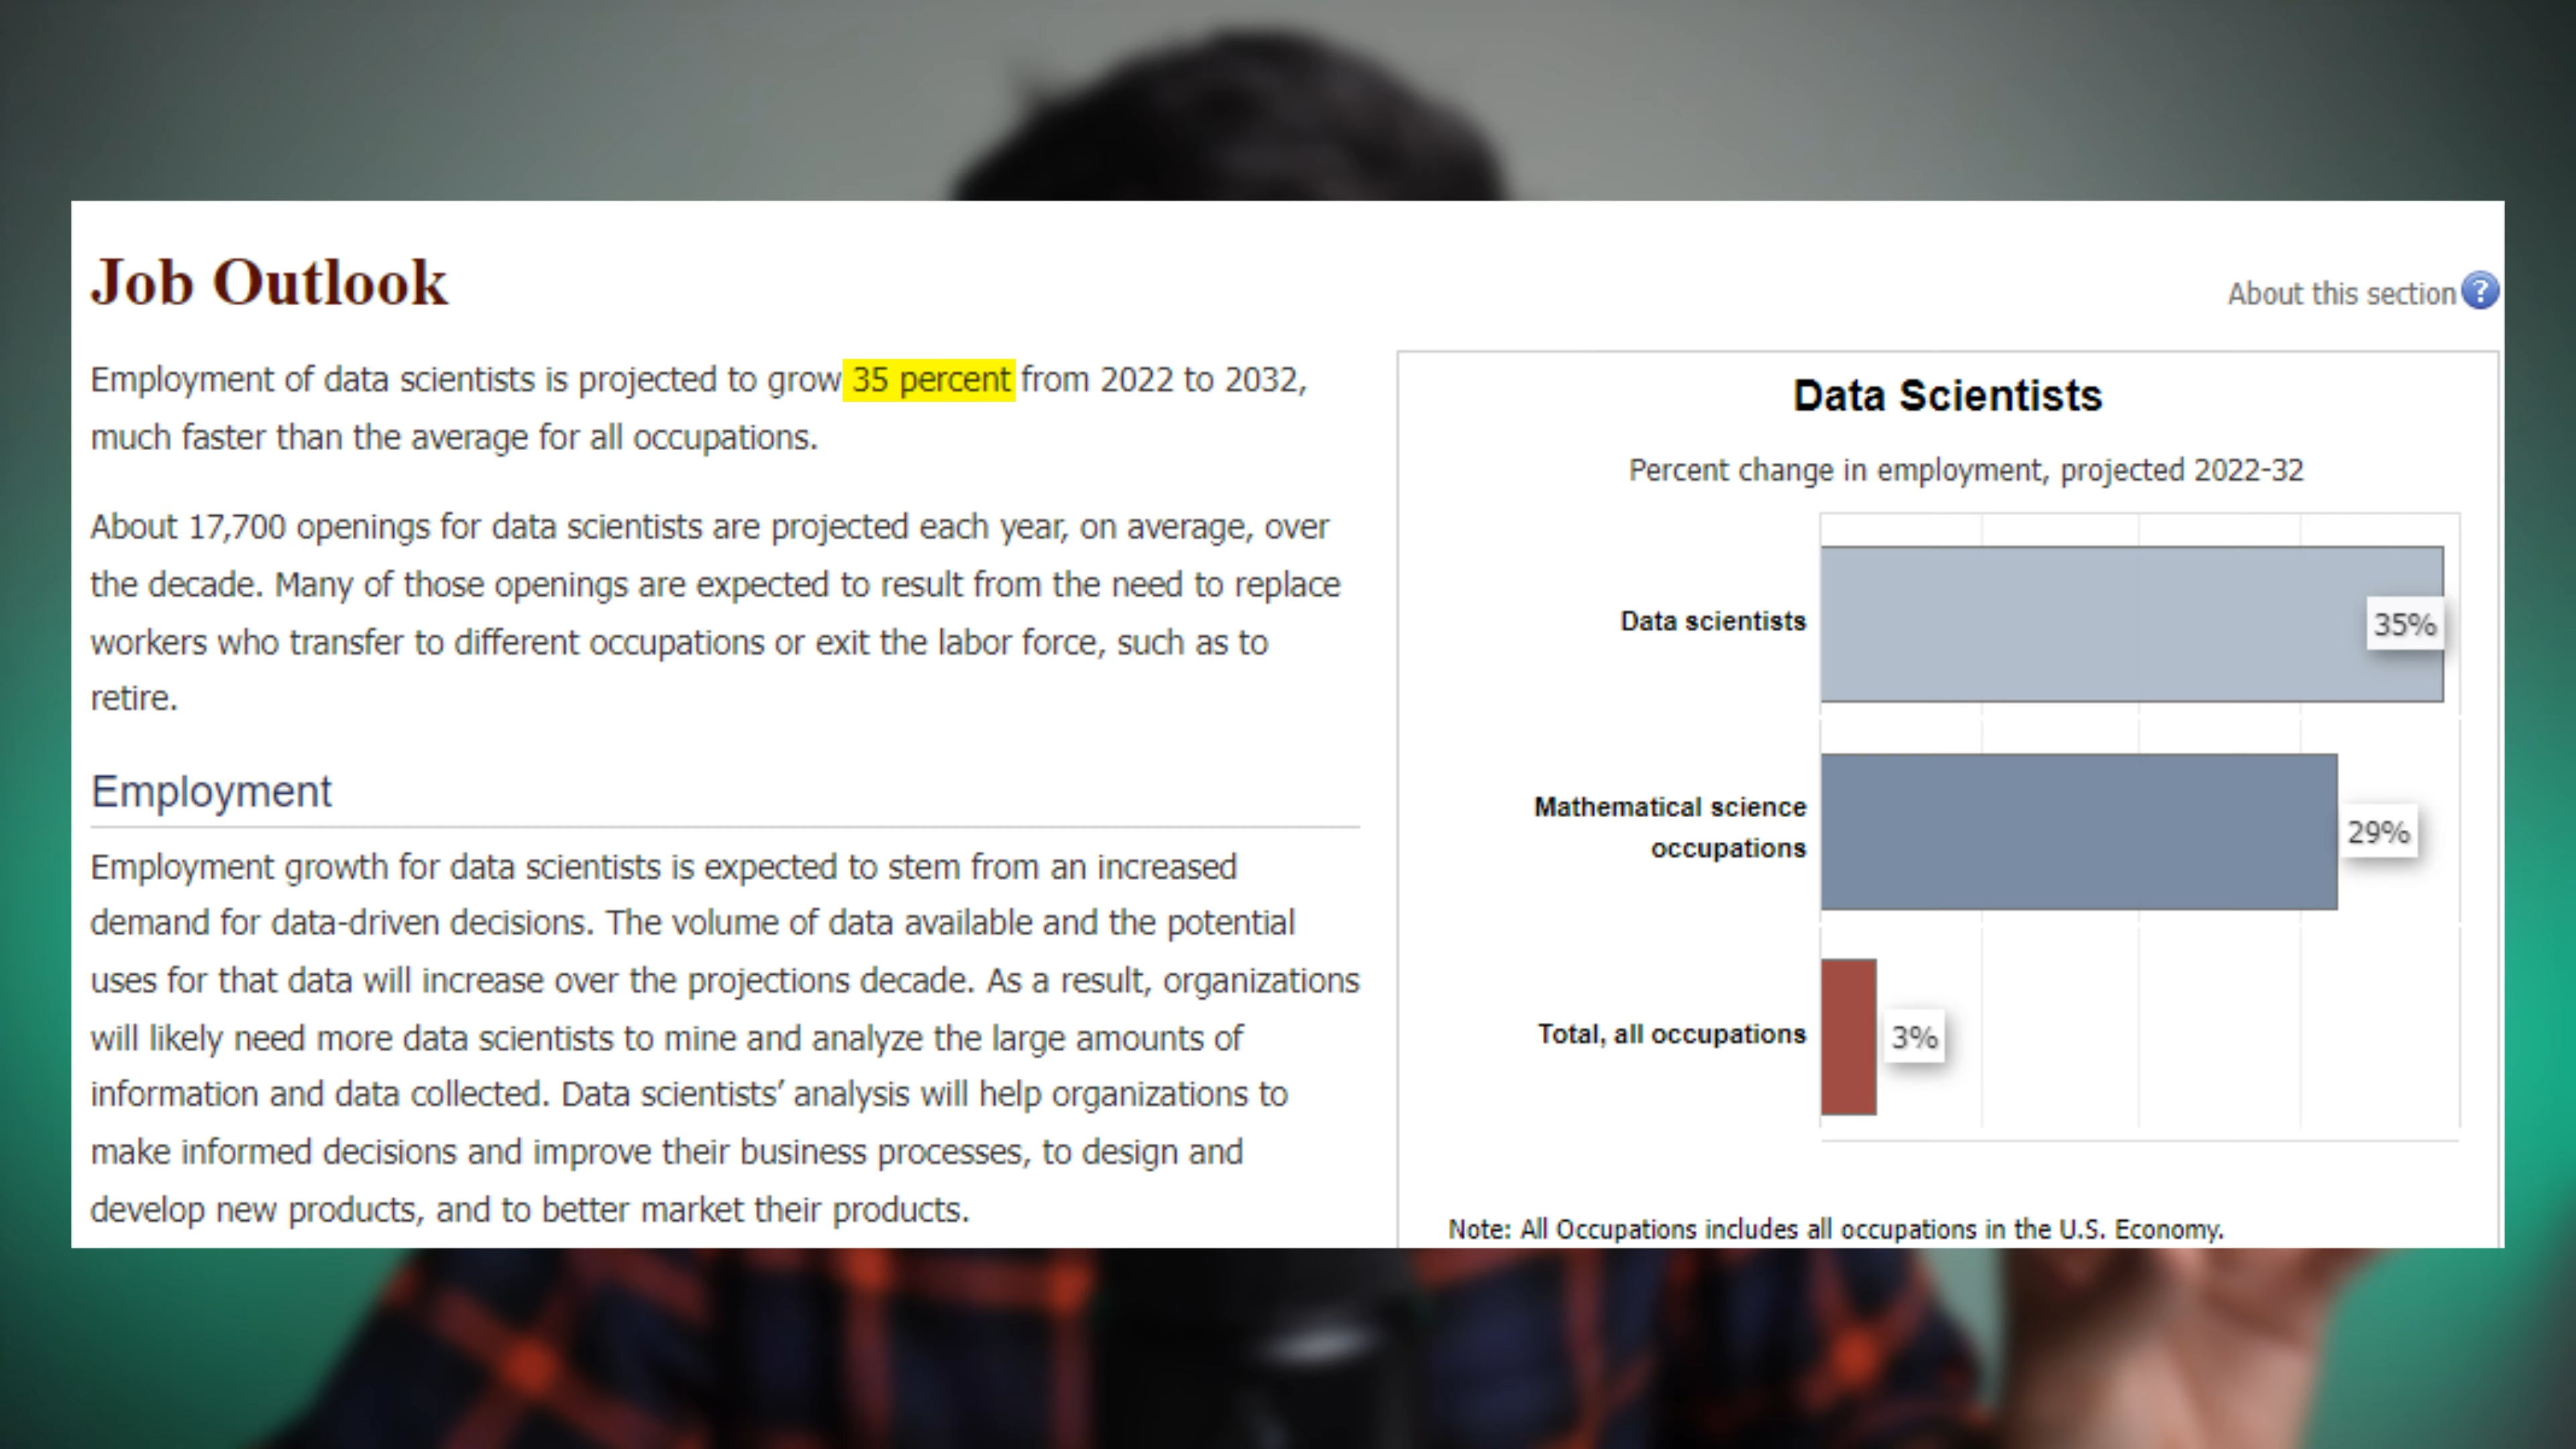 Job Outlook
About this section ?
Employment of data scientists is projected to grow 35 percent from 2022 to 2032,
much faster than the average for all occupations.
About 17,700 openings for data scientists are projected each year, on average, over
the decade. Many of those openings are expected to result from the need to replace
workers who transfer to different occupations or exit the labor force, such as to
retire.
Employment
Employment growth for data scientists is expected to stem from an increased
demand for data-driven decisions. The volume of data available and the potential
uses for that data will increase over the projections decade. As a result, organizations
will likely need more data scientists to mine and analyze the large amounts of
information and data collected. Data scientists’ analysis will help organizations to
make informed decisions and improve their business processes, to design and
develop new products, and to better market their products.
Data Scientists
Percent change in employment, projected 2022-32
Data scientists
35%
Mathematical science
occupations
29%
Total, all occupations
3%
Note: All Occupations includes all occupations in the U.S. Economy.